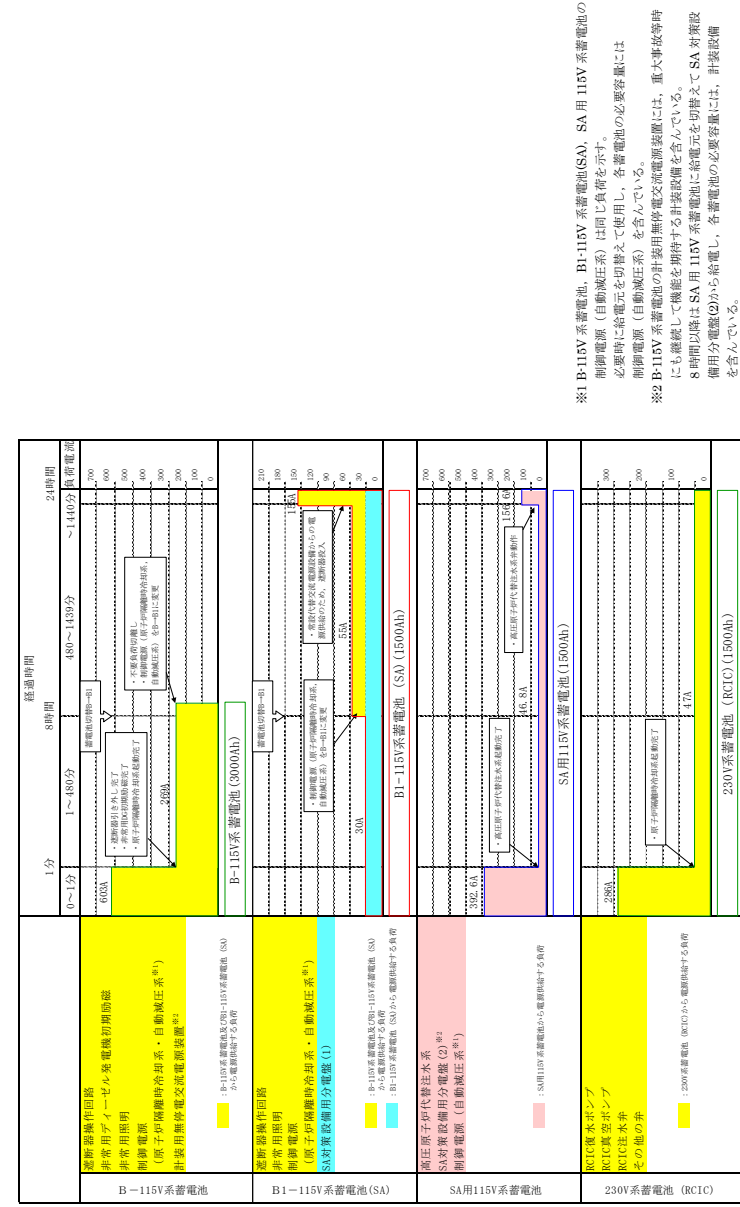 経過時間
1分
8時間
24時間
0～1分
1～480分
480～1439分
～1440分
負荷電流
B－115V系蓄電池
遮断器操作回路
非常用ディーゼル発電機初期励磁
非常用照明
制御電源
（原子炉隔離時冷却系・自動減圧系※1）
計装用無停電交流電源装置※2
：B-115V系蓄電池及びB1-115V系蓄電池 (SA)
から電源供給する負荷
603A
・遮断器引き外し完了
・非常用DG初期励磁完了
・原子炉隔離時冷却系起動完了
269A
蓄電池切替B→B1
・不要負荷切離し
・制御電源（原子炉隔離時冷却系，
自動減圧系）をB→B1に変更
700
600
500
400
300
200
100
0
B-115V系蓄電池(3000Ah)
B1－115V系蓄電池(SA)
遮断器操作回路
非常用照明
制御電源
（原子炉隔離時冷却系・自動減圧系※1）
SA対策設備用分電盤(1)
：B-115V系蓄電池及びB1-115V系蓄電池 (SA)
から電源供給する負荷
：B1-115V系蓄電池 (SA)から電源供給する負荷
30A
蓄電池切替B→B1
・制御電源（原子炉隔離時冷却系，
自動減圧系）をB→B1に変更
55A
・常設代替交流電源設備からの電
源供給のため，遮断器投入
155A
210
180
150
120
90
60
30
0
B1-115V系蓄電池 (SA)(1500Ah)
SA用115V系蓄電池
高圧原子炉代替注水系
SA対策設備用分電盤(2)※2
制御電源（自動減圧系※1）
：SA用115V系蓄電池から電源供給する負荷
392.6A
・高圧原子炉代替注水系起動完了
46.8A
・高圧原子炉代替注水系弁動作
156.6A
700
600
500
400
300
200
100
0
SA用115V系蓄電池(1500Ah)
230V系蓄電池 (RCIC)
RCIC復水ポンプ
RCIC真空ポンプ
RCIC注水弁
その他の弁
：230V系蓄電池 (RCIC)から電源供給する負荷
286A
・原子炉隔離時冷却系起動完了
47A
300
200
100
0
230V系蓄電池 (RCIC)(1500Ah)
※1 B-115V 系蓄電池，B1-115V 系蓄電池(SA)，SA 用 115V 系蓄電池の
制御電源（自動減圧系）は同じ負荷を示す。
必要時に給電元を切替えて使用し，各蓄電池の必要容量には
制御電源（自動減圧系）を含んでいる。
※2 B-115V 系蓄電池の計装用無停電交流電源装置には，重大事故等時
にも継続して機能を期待する計装設備を含んでいる。
8 時間以降は SA 用 115V 系蓄電池に給電元を切替えて SA 対策設
備用分電盤(2)から給電し，各蓄電池の必要容量には，計装設備
を含んでいる。